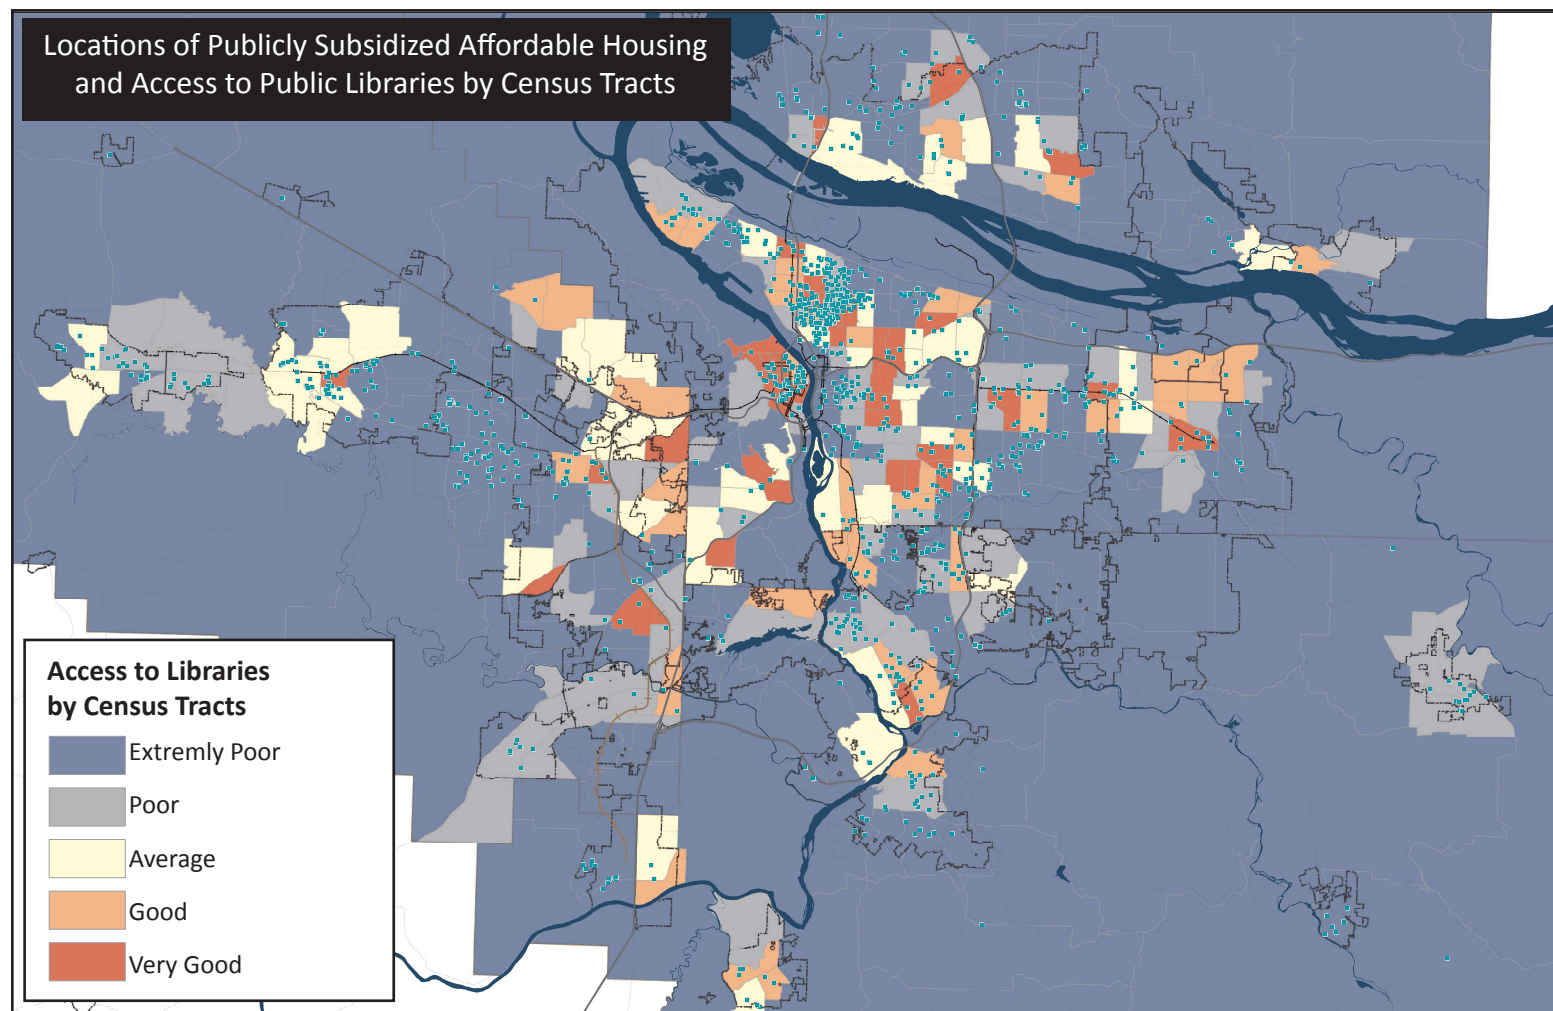 Locations of Publicly Subsidized Affordable Housing
and Access to Public Libraries by Census Tracts
Access to Libraries
by Census Tracts
Extremly Poor
Poor
Average
Good
Very Good